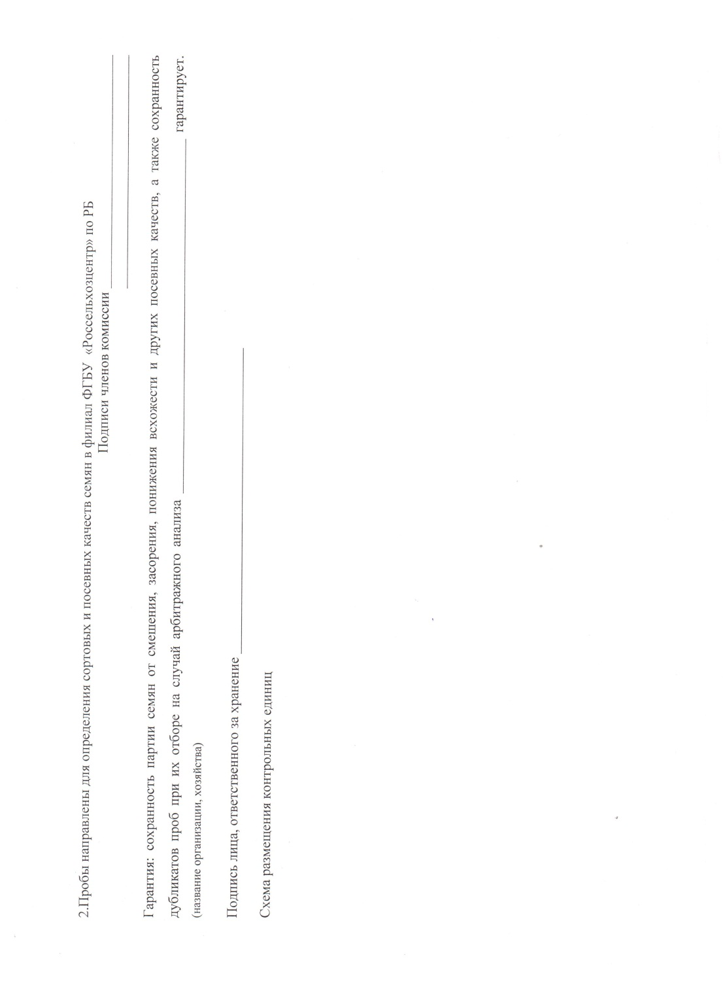 2.Пробы направлены для определения сортовых и посевных качеств семян в филиал ФГБУ «Россельхозцентр» по РБ
Подписи членов комиссии ______________________
______________________
Гарантия: сохранность партии семян от смешения, засорения, понижения всхожести и других посевных качеств, а также сохранность
дубликатов проб при их отборе на случай арбитражного анализа ______________________ гарантирует.
(название организации, хозяйства)
Подпись лица, ответственного за хранение ______________________
Схема размещения контрольных единиц